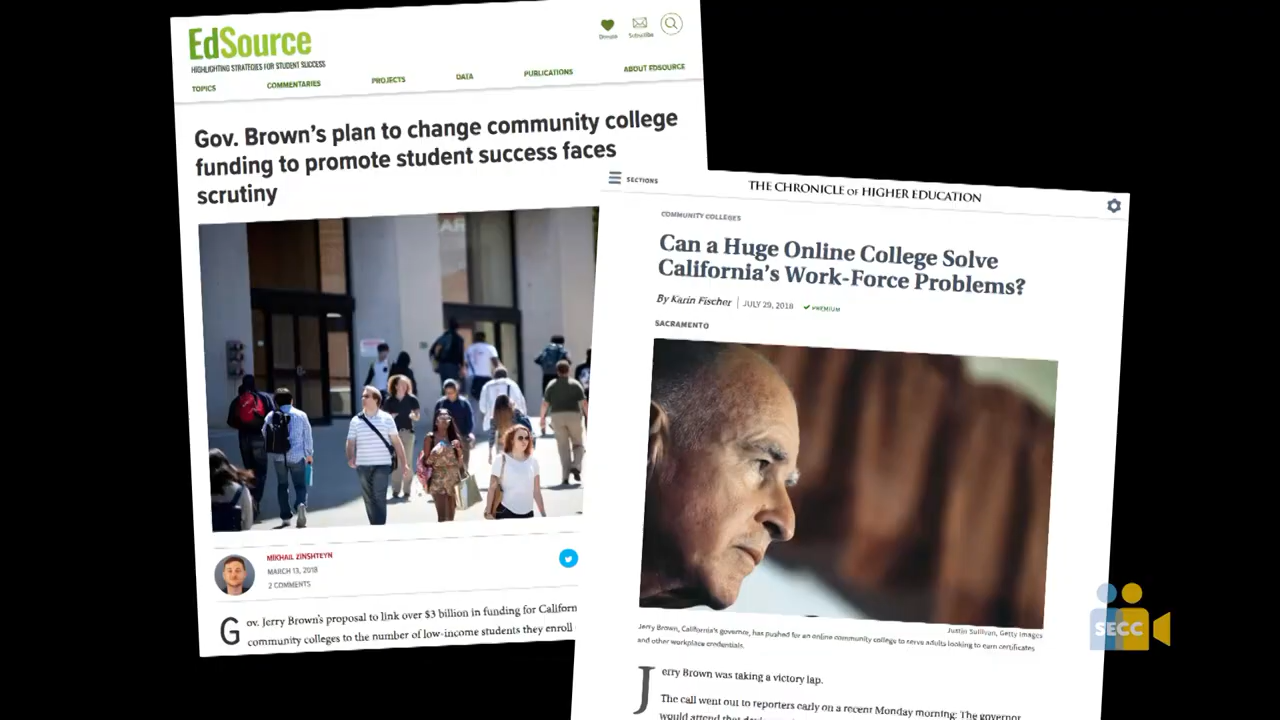 EdSource
HIGHLIGHTING STRATEGIES FOR STUDENT SUCCESS
Donate
Subscribe
TOPICS
COMMENTARIES
PROJECTS
DATA
PUBLICATIONS
ABOUT EDSOURCE
Gov. Brown's plan to change community college
funding to promote student success faces
scrutiny
MIKHAIL ZINSHTEYN
MARCH 13, 2018
2 COMMENTS
Gov. Jerry Brown's proposal to link over $3 billion in funding for Californ
community colleges to the number of low-income students they enroll
SECTIONS
THE CHRONICLE OF HIGHER EDUCATION
COMMUNITY COLLEGES
Can a Huge Online College Solve
California's Work-Force Problems?
By Karin Fischer
JULY 29, 2018
PREMIUM
SACRAMENTO
Justin Sullivan, Getty Images
Jerry Brown, California's governor, has pushed for an online community college to serve adults looking to earn certificates
and other workplace credentials.
Jerry Brown was taking a victory lap.
The call went out to reporters early on a recent Monday morning: The governor
would attend that
SECC